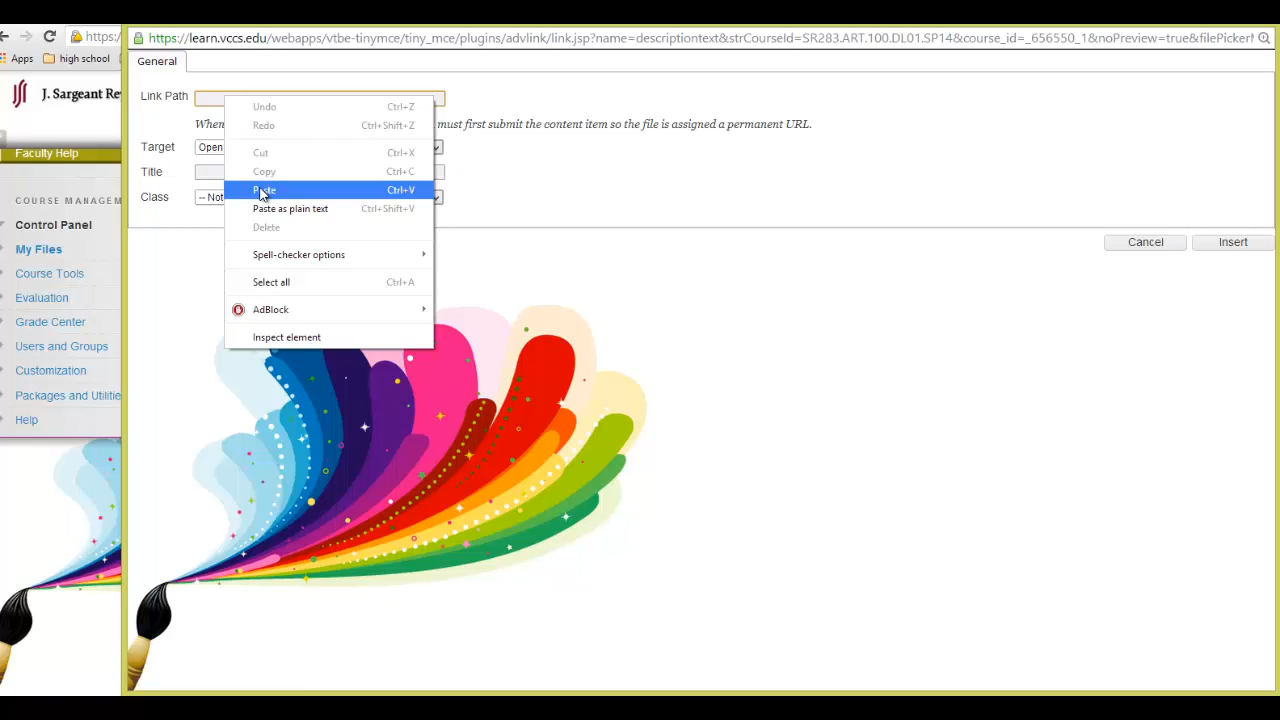 https:/
https://learn.vccs.edu/webapps/vtbe-tinymce/tiny_mce/plugins/advlink/link.jsp?name=descriptiontext&strCourseId=SR283.ART.100.DL01.SP14&course_id=_656550_1&noPreview=true&filePicker
Apps high school
General
J. Sargeant
Link Path
When must first submit the content item so the file is assigned a permanent URL.
Target Open
Title
Class -- Not
Undo Ctrl+Z
Redo Ctrl+Shift+Z
Cut Ctrl+X
Copy Ctrl+C
Paste Ctrl+V
Paste as plain text Ctrl+Shift+V
Delete
Spell-checker options
Select all Ctrl+A
AdBlock
Inspect element
Cancel Insert
Faculty Help
COURSE MANAGEM
Control Panel
My Files
Course Tools
Evaluation
Grade Center
Users and Groups
Customization
Packages and Utilitie
Help